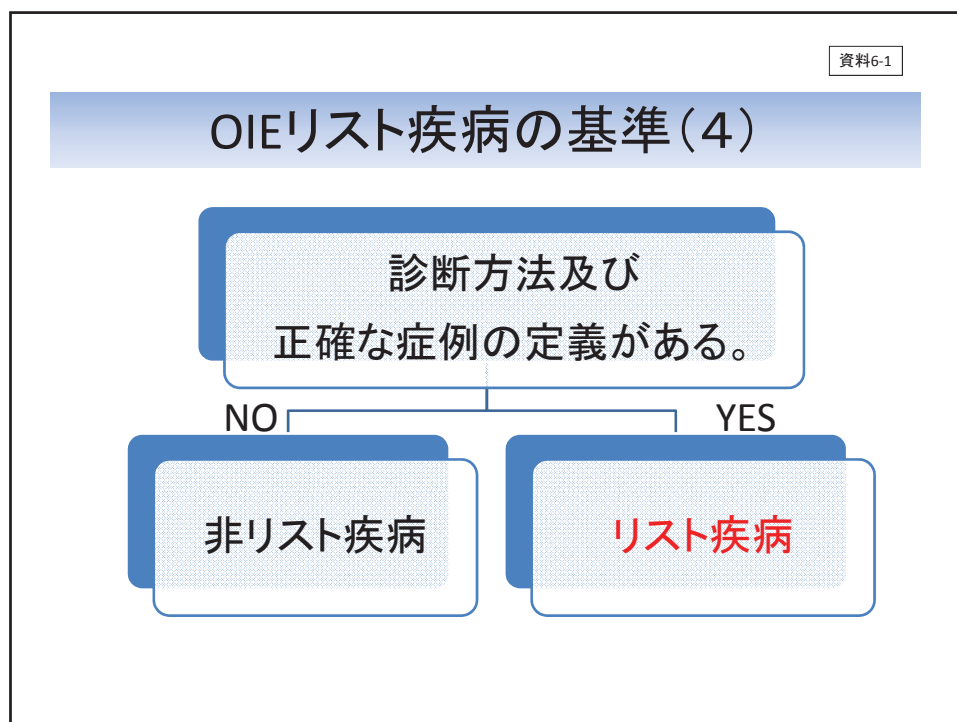 資料6-1
OIEリスト疾病の基準(４)
診断方法及び
正確な症例の定義がある。
NO
YES
非リスト疾病
リスト疾病